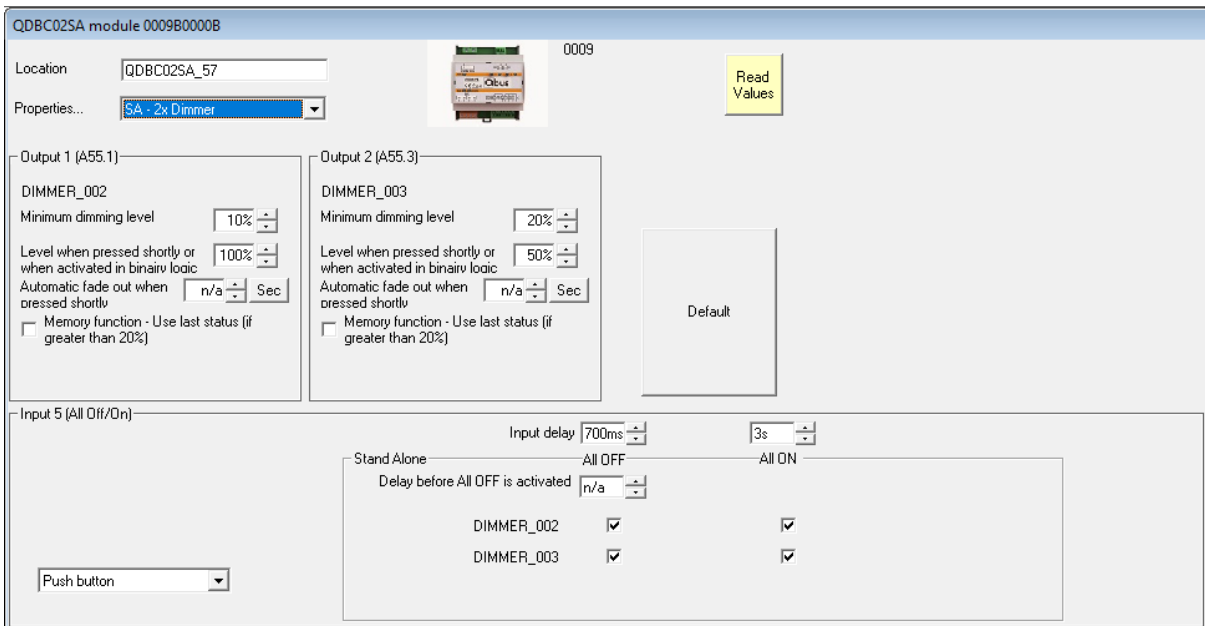 QDBC02SA module 0009B0000B
Location QDBC02SA_57
0009
Read
Values
Properties... SA - 2x Dimmer
Qbus
Output 1 (A55.1)
DIMMER_002
Minimum dimming level 10%
Level when pressed shortly or
when activated in binairy logic 100%
Automatic fade out when
pressed shortly n/a Sec
Memory function - Use last status (if
greater than 20%)
Output 2 (A55.3)
DIMMER_003
Minimum dimming level 20%
Level when pressed shortly or
when activated in binairy logic 50%
Automatic fade out when
pressed shortly n/a Sec
Memory function - Use last status (if
greater than 20%)
Default
Input 5 (All Off/On)
Input delay 700ms 3s
Stand Alone All OFF All ON
Delay before All OFF is activated n/a
DIMMER_002
DIMMER_003
Push button